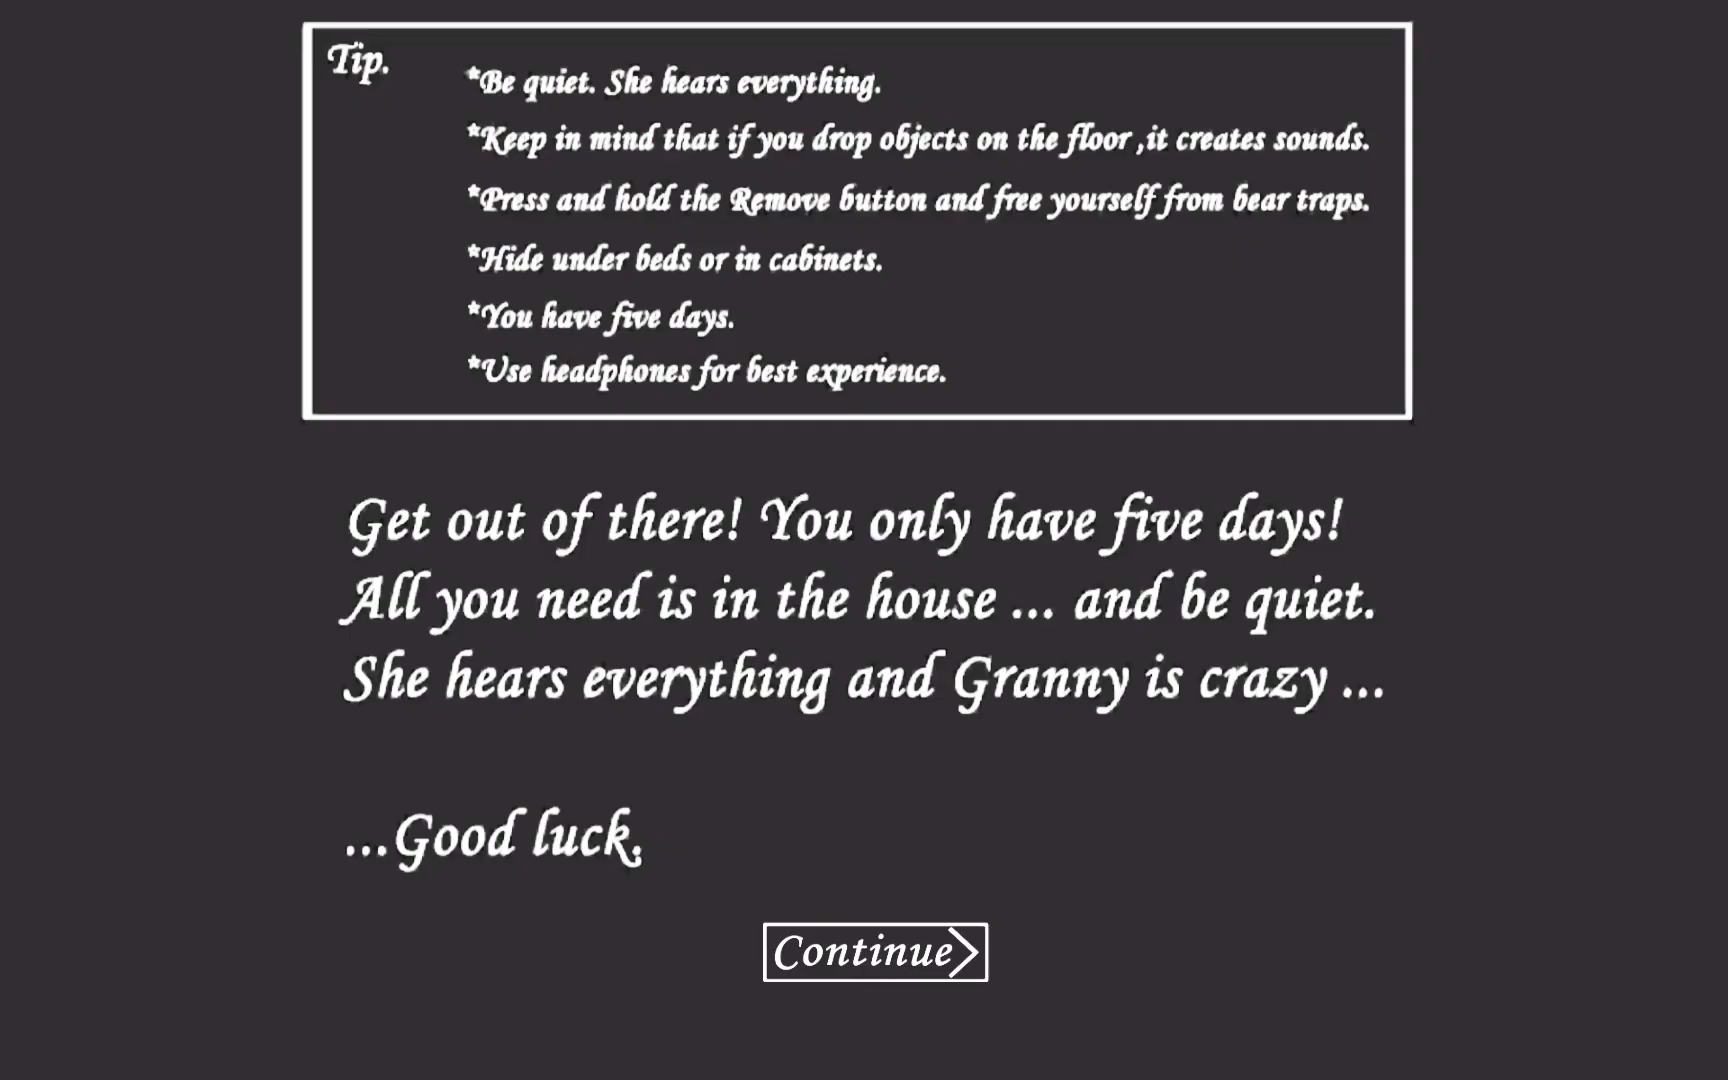 Tip.
*Be quiet. She hears everything.
*Keep in mind that if you drop objects on the floor ,it creates sounds.
*Press and hold the Remove button and free yourself from bear traps.
*Hide under beds or in cabinets.
*You have five days.
*Use headphones for best experience.
Get out of there! You only have five days!
All you need is in the house ... and be quiet.
She hears everything and Granny is crazy ...
...Good luck.
Continue>